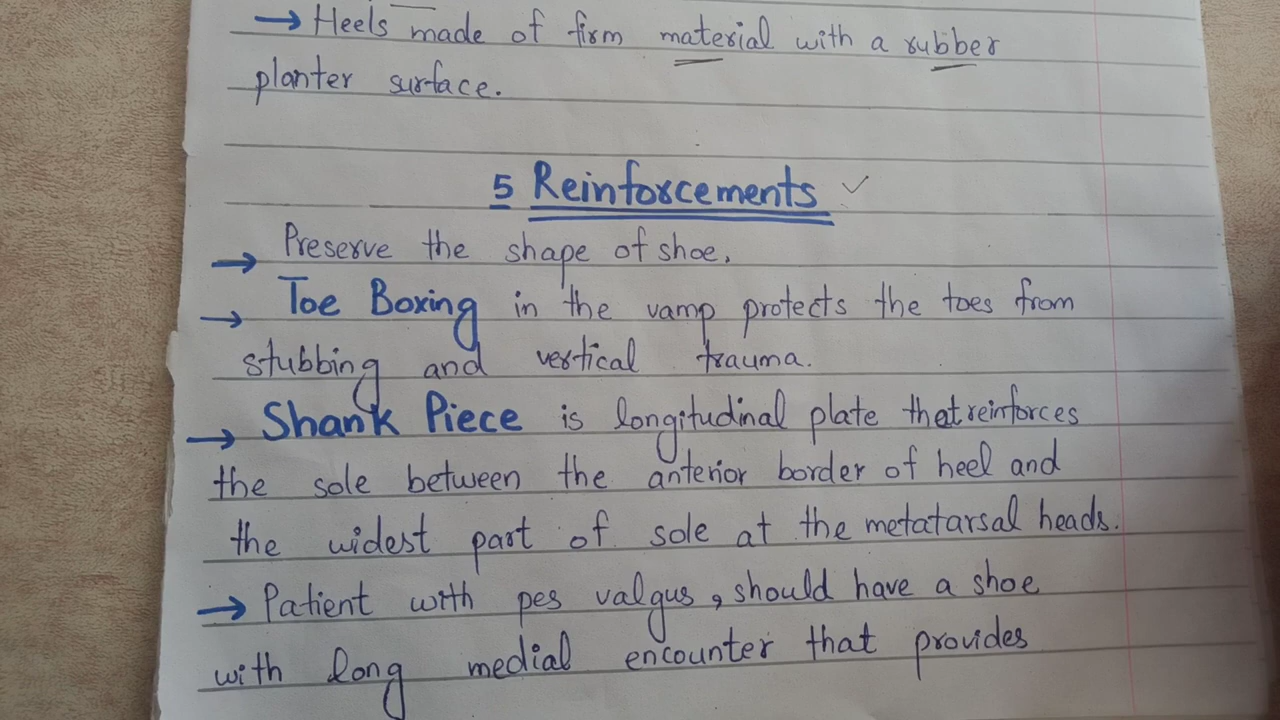 → Heels made of firm material with a rubber
planter surface.
5 Reinforcements ✓
→ Preserve the shape of shoe.
→ Toe Boxing in the vamp protects the toes from
stubbing and vertical trauma.
→ Shank Piece is longitudinal plate that reinforces
the sole between the anterior border of heel and
the widest part of sole at the metatarsal heads.
→ Patient with pes valgus, should have a shoe
with long medial encounter that provides